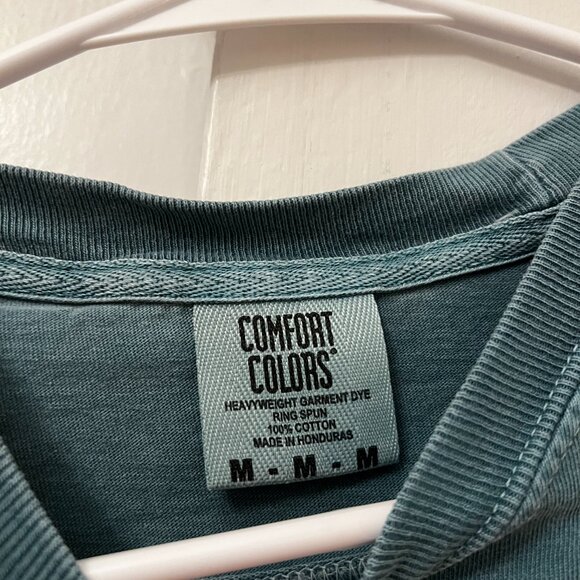 COMFORT
COLORS®
HEAVYWEIGHT GARMENT DYE
RING SPUN
100% COTTON
MADE IN HONDURAS
M - M - M